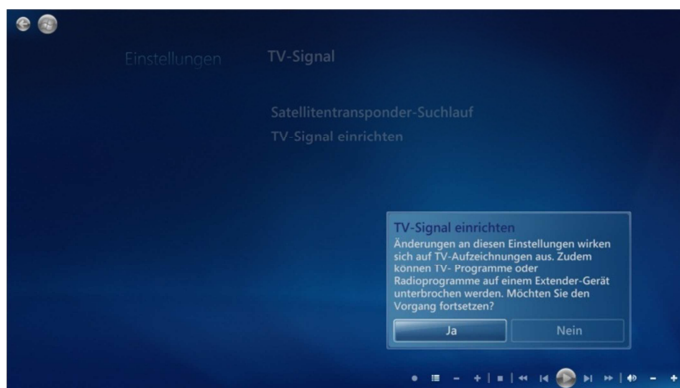 Einstellungen TV-Signal
Satellitentransponder-Suchlauf
TV-Signal einrichten
TV-Signal einrichten
Änderungen an diesen Einstellungen wirken
sich auf TV-Aufzeichnungen aus. Zudem
können TV- Programme oder
Radioprogramme auf einem Extender-Gerät
unterbrochen werden. Möchten Sie den
Vorgang fortsetzen?
Ja Nein